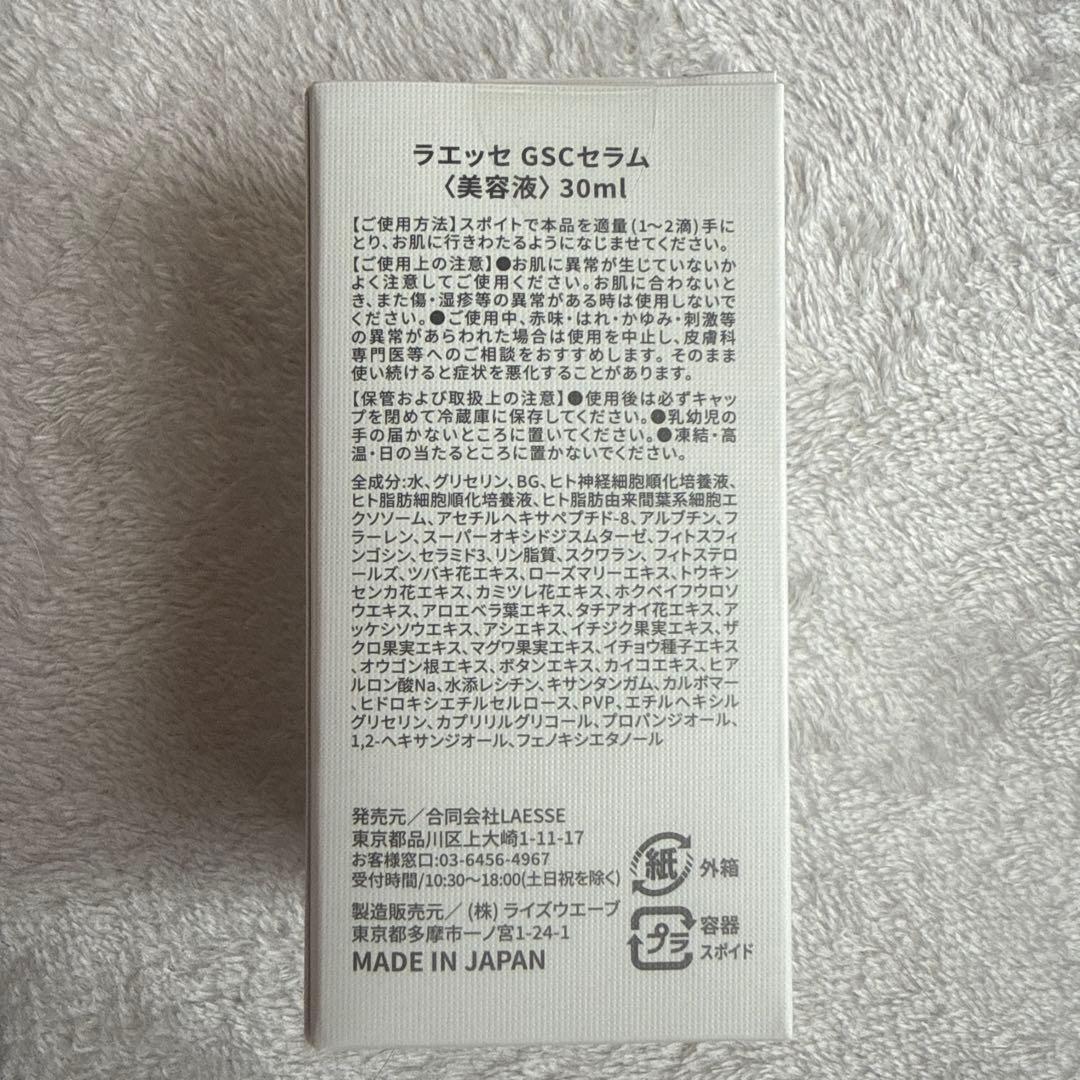 ラエッセ GSCセラム
〈美容液〉30ml
【ご使用方法】スポイトで本品を適量(1〜2滴)手に
とり、お肌に行きわたるようになじませてください。
【ご使用上の注意】●お肌に異常が生じていないか
よく注意してご使用ください。お肌に合わないと
き、また傷・湿疹等の異常がある時は使用しないで
ください。●ご使用中、赤味・はれ・かゆみ・刺激等
の異常があらわれた場合は使用を中止し、皮膚科
専門医等へのご相談をおすすめします。そのまま
使い続けると症状を悪化することがあります。
【保管および取扱上の注意】●使用後は必ずキャッ
プを閉めて冷蔵庫に保存してください。●乳幼児の
手の届かないところに置いてください。●凍結・高
温・日の当たるところに置かないでください。
全成分:水、グリセリン、BG、ヒト神経細胞順化培養液、
ヒト脂肪細胞順化培養液、ヒト脂肪由来間葉系細胞エ
クソソーム、アセチルヘキサペプチド-8、アルブチン、フ
ラーレン、スーパーオキシドジスムターゼ、フィトスフィ
ンゴシン、セラミド3、リン脂質、スクワラン、フィトステロ
ールズ、ツバキ花エキス、ローズマリーエキス、トウキン
センカ花エキス、カミツレ花エキス、ホクベイフウロソ
ウエキス、アロエベラ葉エキス、タチアオイ花エキス、ア
ッケシソウエキス、アシエキス、イチジク果実エキス、ザ
クロ果実エキス、マグワ果実エキス、イチョウ種子エキス
、オウゴン根エキス、ボタンエキス、カイコエキス、ヒア
ルロン酸Na、水添レシチン、キサンタンガム、カルボマー
、ヒドロキシエチルセルロース、PVP、エチルヘキシル
グリセリン、カプリリルグリコール、プロパンジオール、
1,2-ヘキサンジオール、フェノキシエタノール
発売元／合同会社LAESSE
東京都品川区上大崎1-11-17
お客様窓口:03-6456-4967
受付時間/10:30〜18:00(土日祝を除く)
製造販売元／(株)ライズウエーブ
東京都多摩市一ノ宮1-24-1
MADE IN JAPAN
紙 外箱
プラ 容器
スポイド